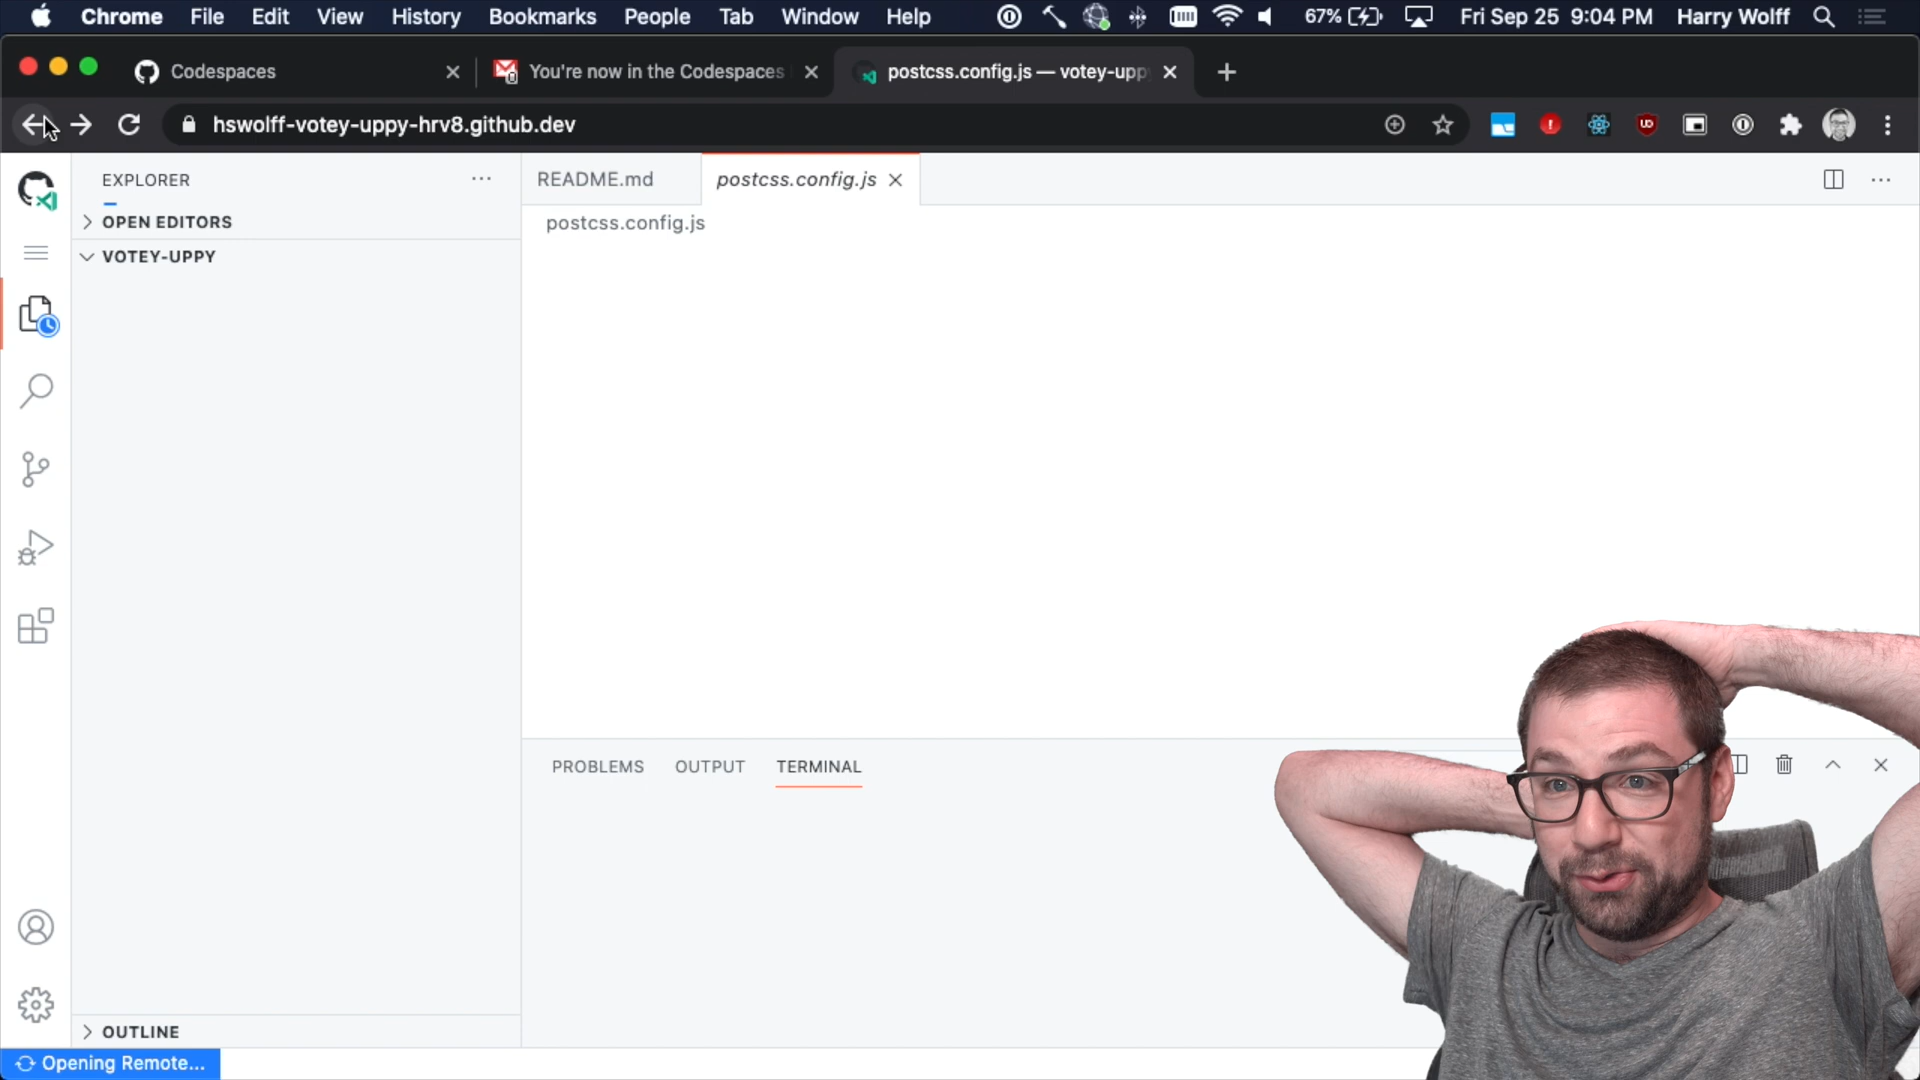 Chrome File Edit View History Bookmarks People Tab Window Help 67% Fri Sep 25 9:04 PM Harry Wolff
Codespaces
You're now in the Codespaces
postcss.config.js — votey-upp
hswolff-votey-uppy-hrv8.github.dev
EXPLORER
README.md
postcss.config.js
OPEN EDITORS
postcss.config.js
VOTEY-UPPY
PROBLEMS OUTPUT TERMINAL
OUTLINE
Opening Remote...